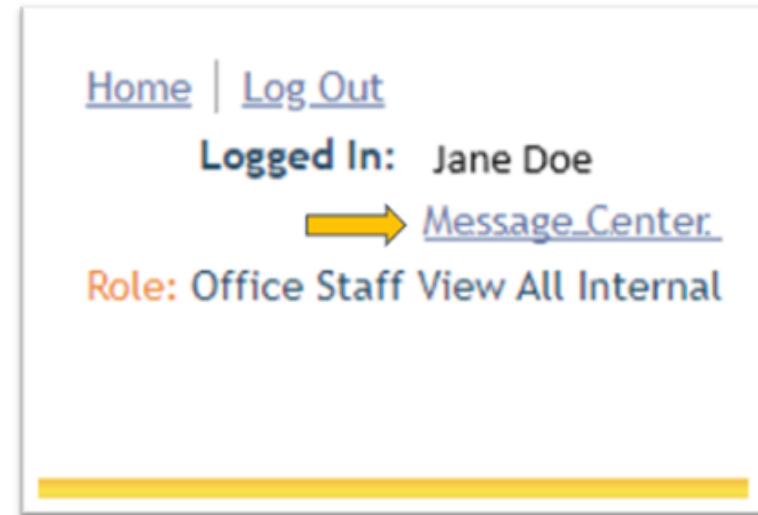 Home | Log Out
Logged In: Jane Doe
Message Center
Role: Office Staff View All Internal